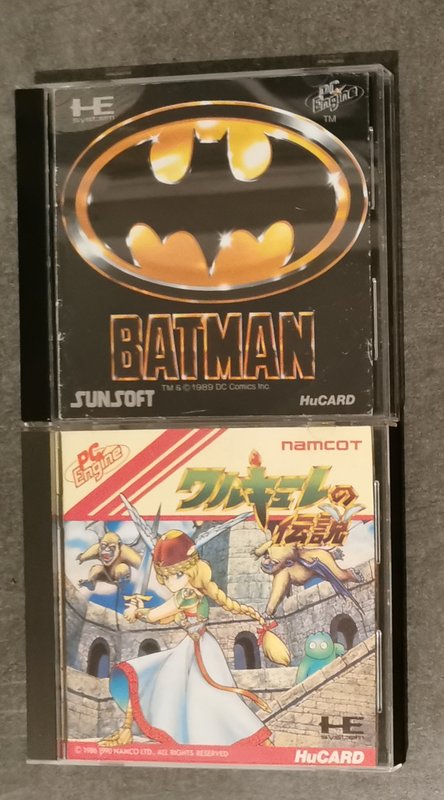 HE
system
PC
Engine
TM
BATMAN
TM & © 1989 DC Comics Inc.
SUNSOFT
HuCARD
PC
Engine
namcot
ワルキューレの
伝説
HE
system
© 1986 1990 NAMCO LTD., ALL RIGHTS RESERVED
HuCARD